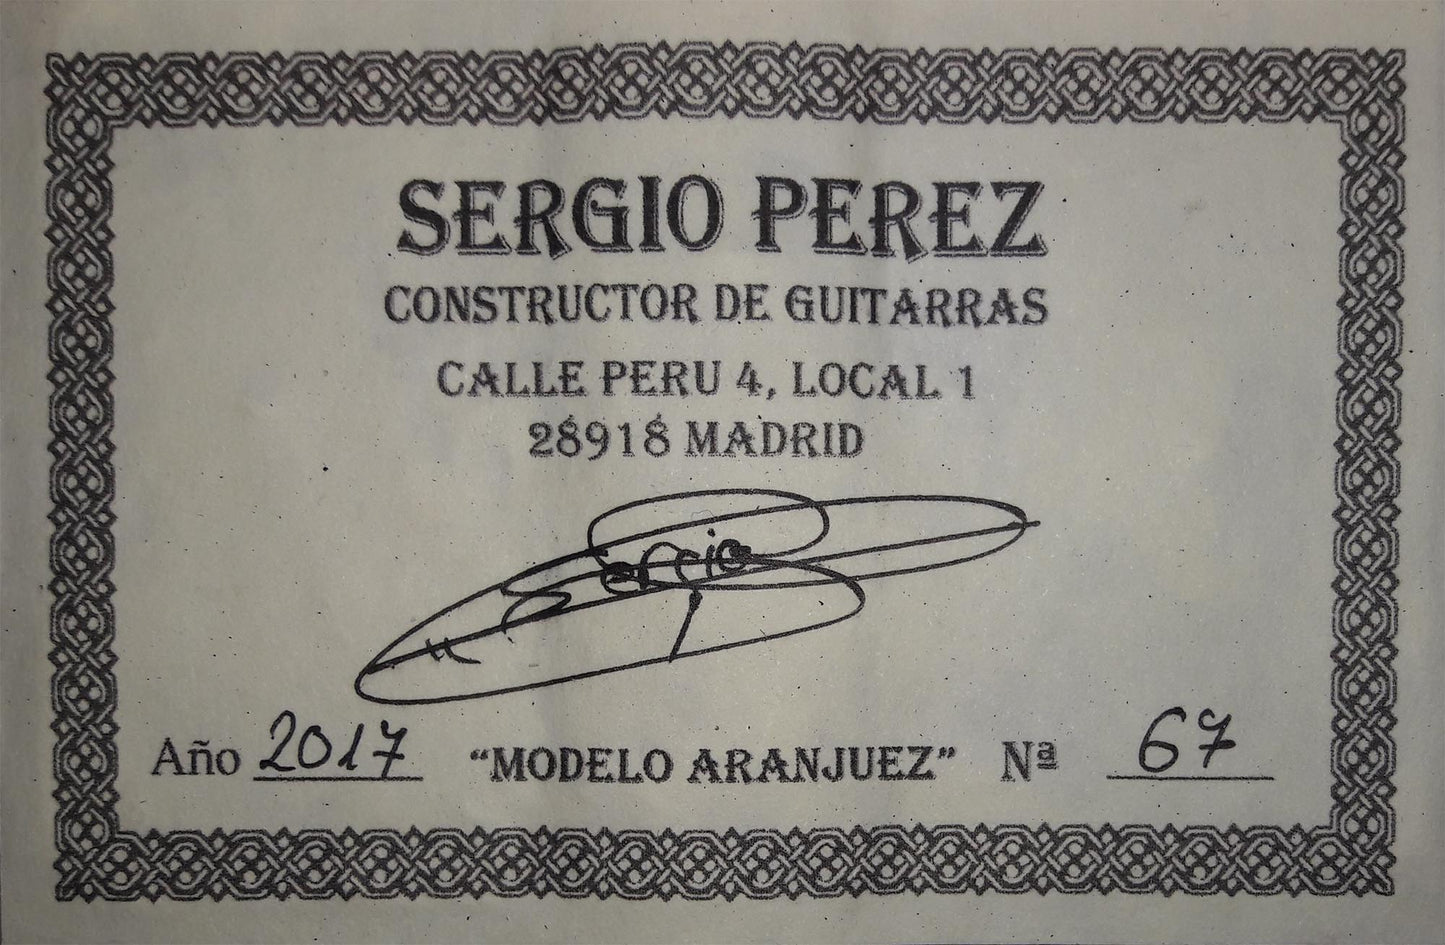 SERGIO PEREZ
CONSTRUCTOR DE GUITARRAS
CALLE PERU 4, LOCAL 1
28918 MADRID
Sergio
Año 2017 "MODELO ARANJUEZ" Nª 67